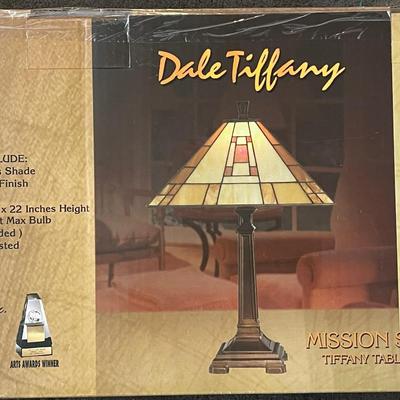 Dale Tiffany
LUDE:
s Shade
Finish
x 22 Inches Height
t Max Bulb
ded )
sted
c.
ARTS AWARDS WINNER
MISSION S
TIFFANY TABL